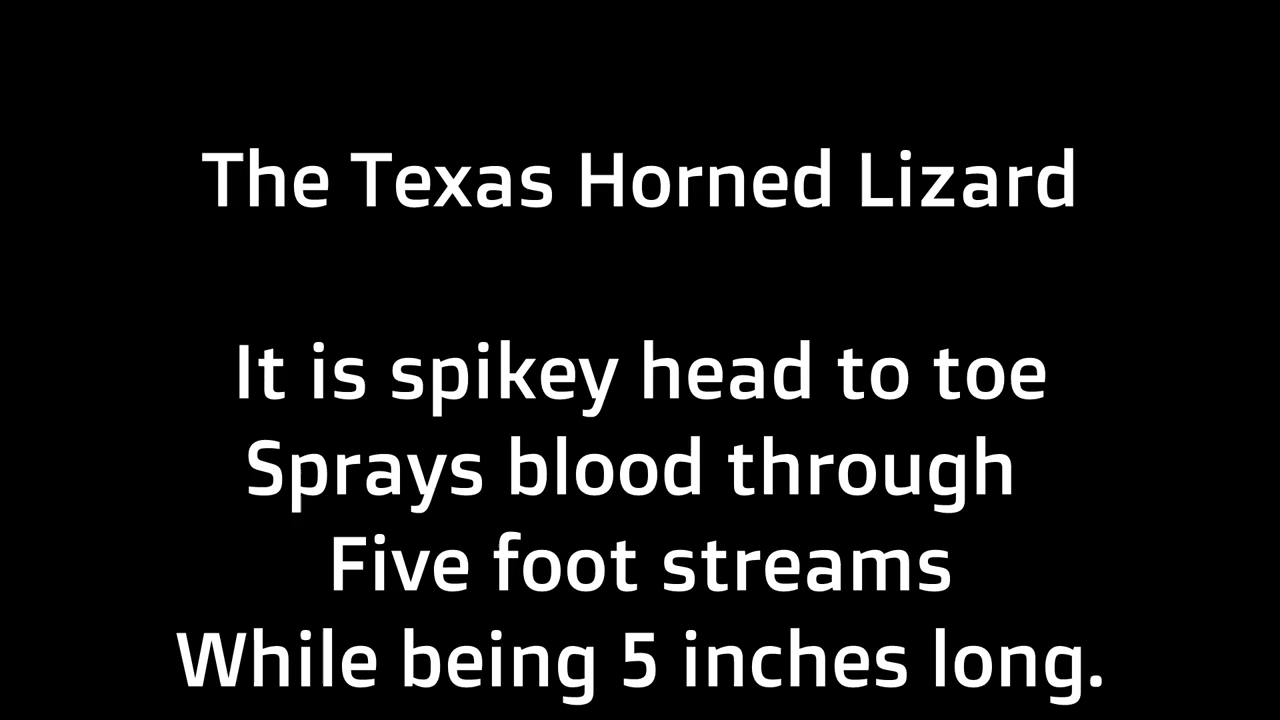 The Texas Horned Lizard
It is spikey head to toe
Sprays blood through
Five foot streams
While being 5 inches long.